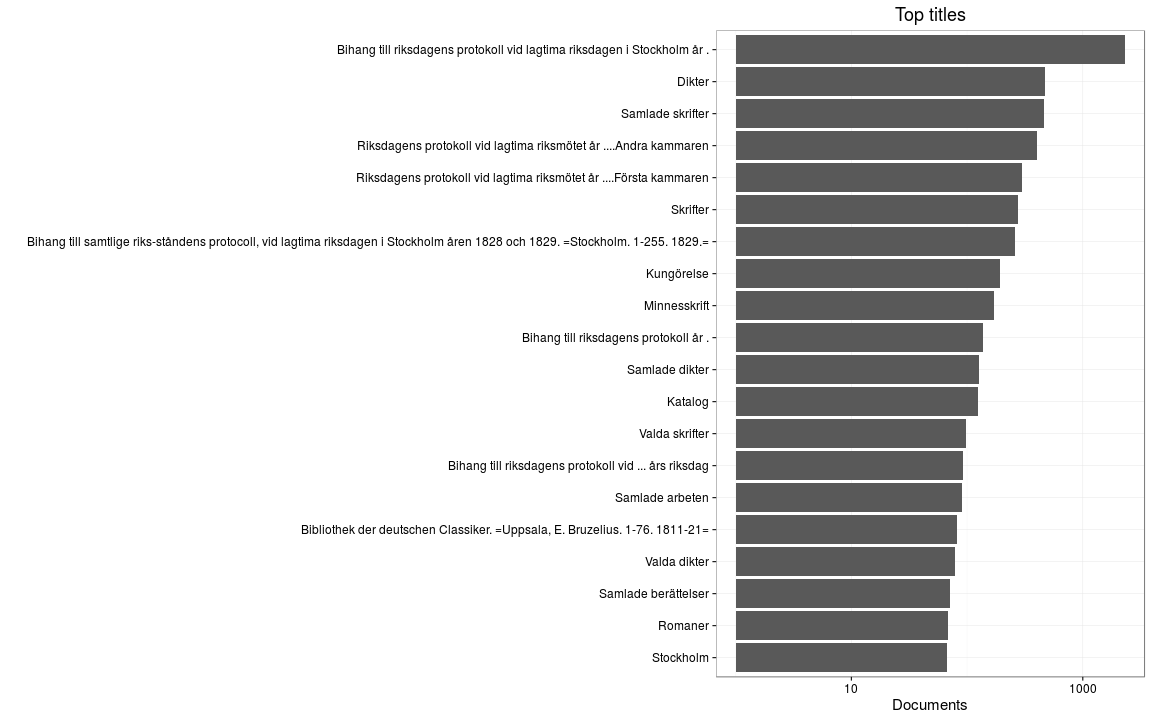 Top titles
Bihang till riksdagens protokoll vid lagtima riksdagen i Stockholm år .
Dikter
Samlade skrifter
Riksdagens protokoll vid lagtima riksmötet år ....Andra kammaren
Riksdagens protokoll vid lagtima riksmötet år ....Första kammaren
Skrifter
Bihang till samtlige riks-ståndens protocoll, vid lagtima riksdagen i Stockholm åren 1828 och 1829. =Stockholm. 1-255. 1829.=
Kungörelse
Minnesskrift
Bihang till riksdagens protokoll år .
Samlade dikter
Katalog
Valda skrifter
Bihang till riksdagens protokoll vid ... års riksdag
Samlade arbeten
Bibliothek der deutschen Classiker. =Uppsala, E. Bruzelius. 1-76. 1811-21=
Valda dikter
Samlade berättelser
Romaner
Stockholm
10 1000
Documents